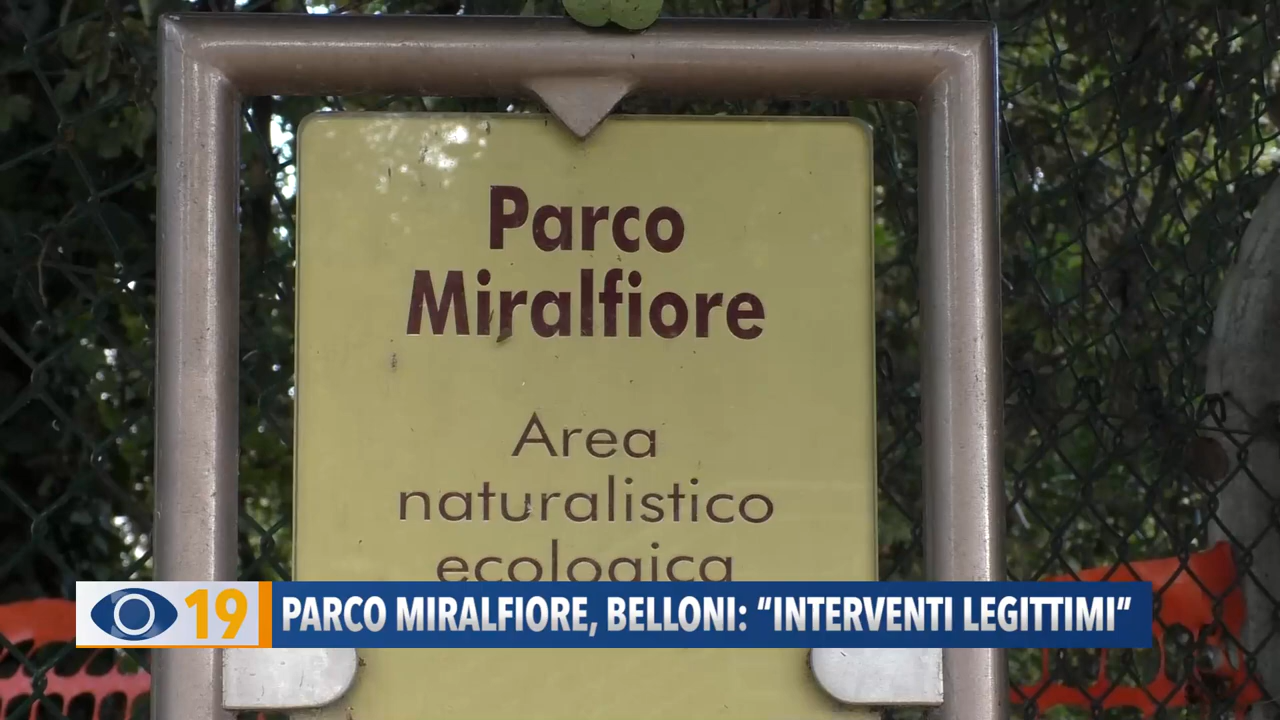 Parco
Miralfiore
Area
naturalistico
ecologica
19
PARCO MIRALFIORE, BELLONI: “INTERVENTI LEGITTIMI“